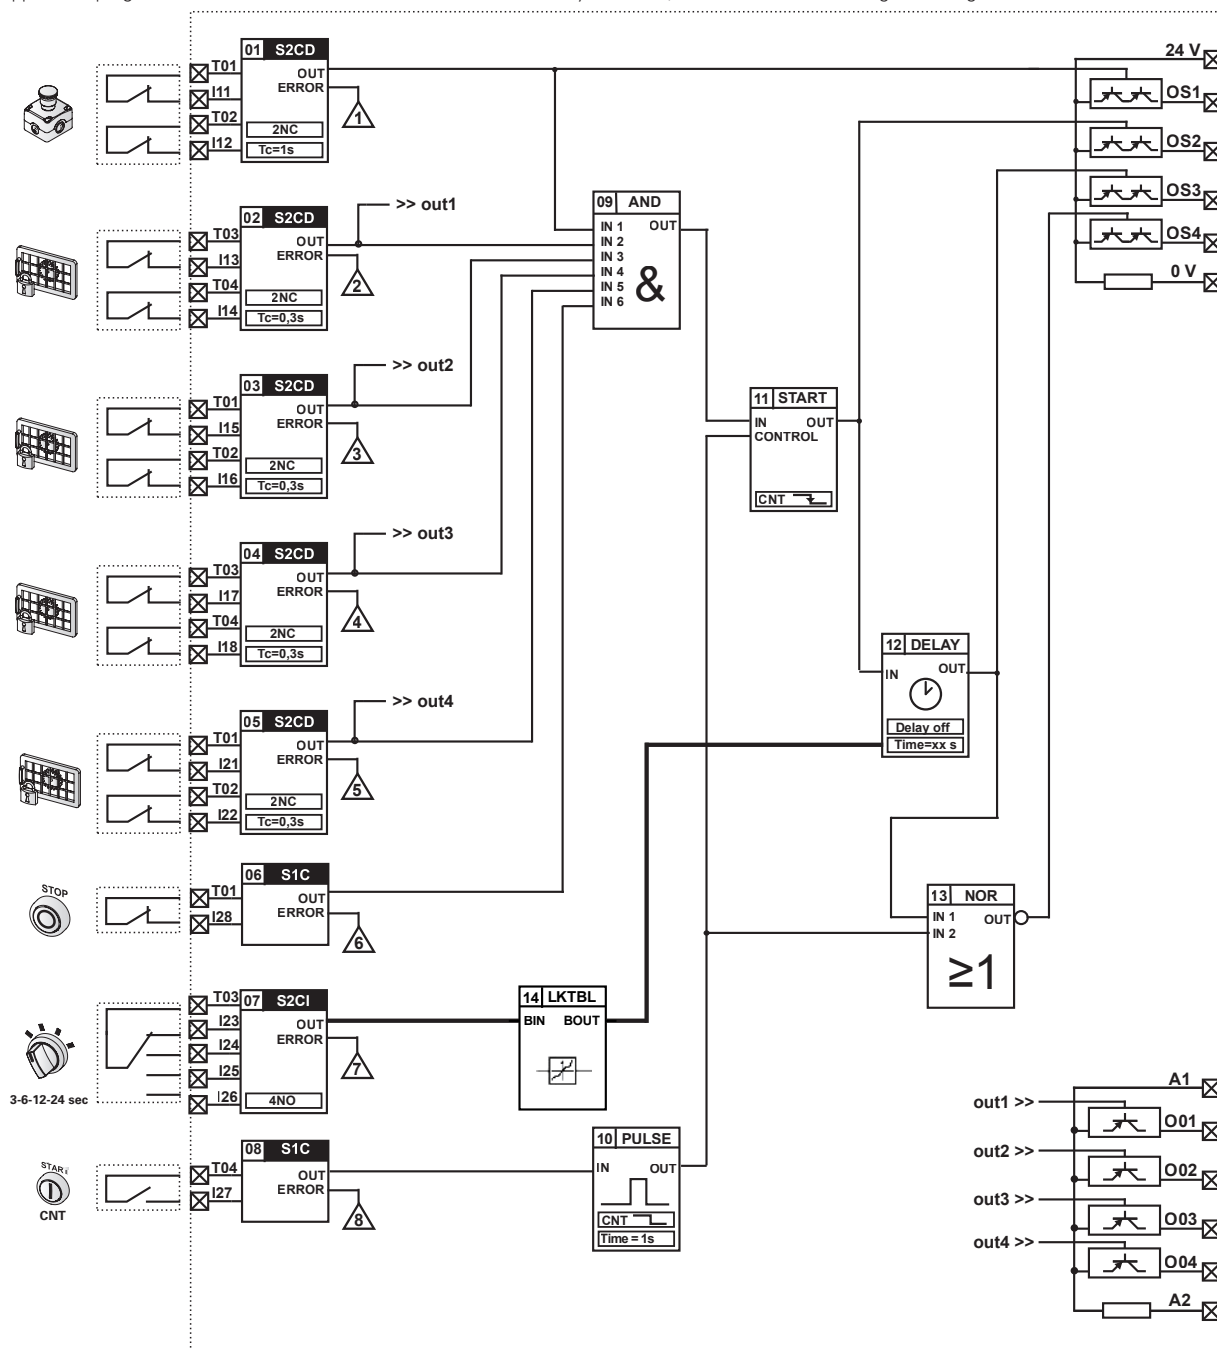 01 S2CD
T01
OUT
I11
ERROR
T02
1
2NC
I12
Tc=1s
24 V
OS1
OS2
OS3
OS4
0 V
>> out1
02 S2CD
T03
OUT
I13
ERROR
T04
2
2NC
I14
Tc=0,3s
09 AND
IN 1 OUT
IN 2
IN 3
IN 4
IN 5
IN 6
&
>> out2
03 S2CD
T01
OUT
I15
ERROR
T02
3
2NC
I16
Tc=0,3s
11 START
IN OUT
CONTROL
CNT
>> out3
04 S2CD
T03
OUT
I17
ERROR
T04
4
2NC
I18
Tc=0,3s
12 DELAY
IN OUT
Delay off
Time=xx s
>> out4
05 S2CD
T01
OUT
I21
ERROR
T02
5
2NC
I22
Tc=0,3s
STOP
06 S1C
T01
OUT
I28
ERROR
6
13 NOR
IN 1 OUT
IN 2
≥1
3-6-12-24 sec
T03
07 S2CI
I23
OUT
I24
ERROR
I25
7
I26
4NO
14 LKTBL
BIN BOUT
START
CNT
08 S1C
T04
OUT
I27
ERROR
8
10 PULSE
IN OUT
CNT
Time = 1s
A1
out1 >>
O01
out2 >>
O02
out3 >>
O03
out4 >>
O04
A2